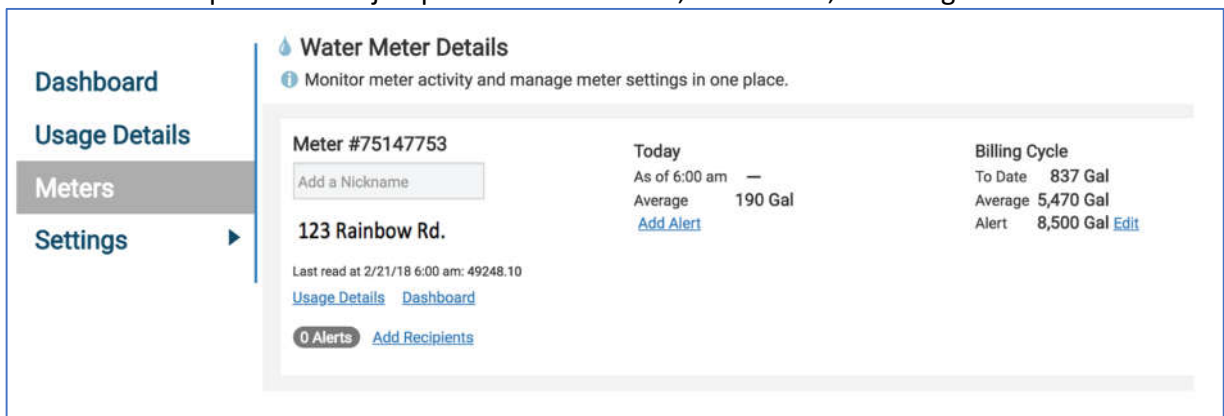 Dashboard
Usage Details
Meters
Settings
Water Meter Details
Monitor meter activity and manage meter settings in one place.
Meter #75147753
Add a Nickname
123 Rainbow Rd.
Last read at 2/21/18 6:00 am: 49248.10
Usage Details Dashboard
0 Alerts Add Recipients
Today
As of 6:00 am —
Average 190 Gal
Add Alert
Billing Cycle
To Date 837 Gal
Average 5,470 Gal
Alert 8,500 Gal Edit